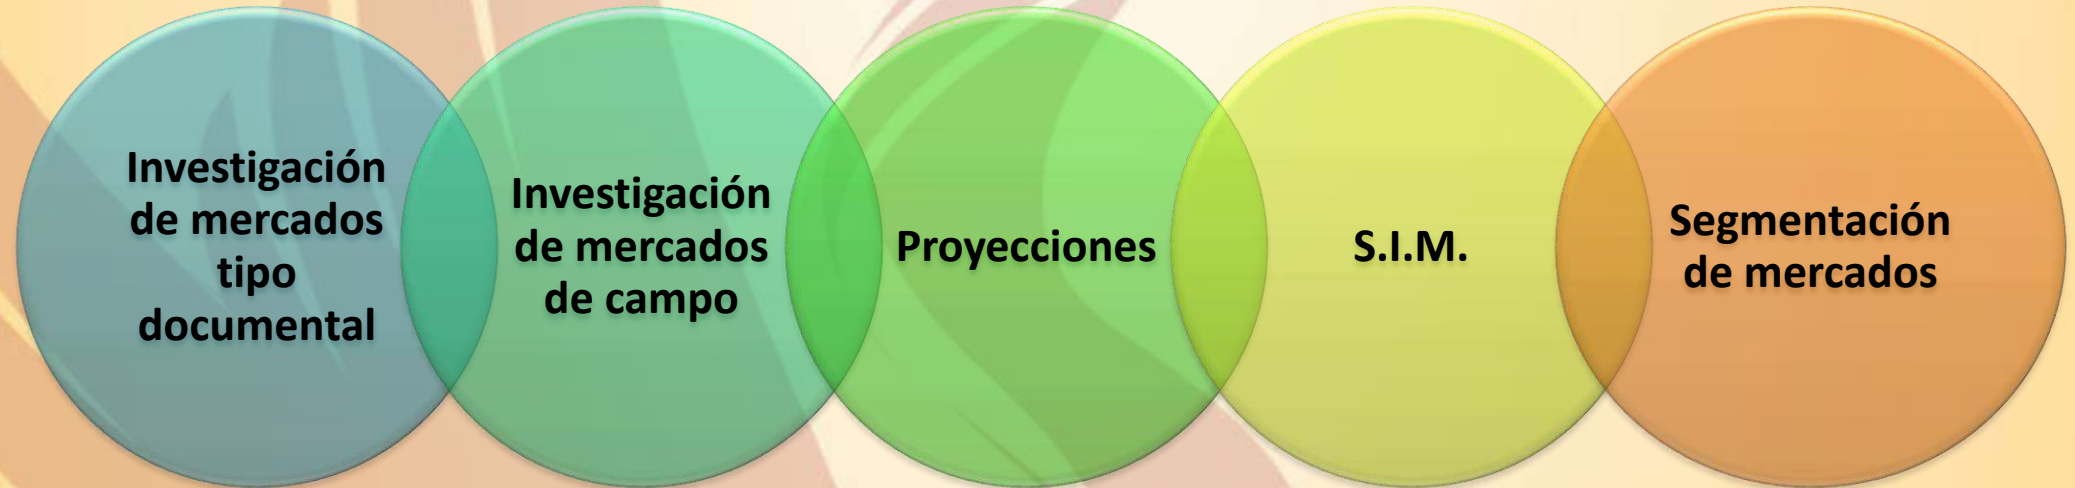 Investigación
de mercados
tipo
documental
Investigación
de mercados
de campo
Proyecciones
S.I.M.
Segmentación
de mercados